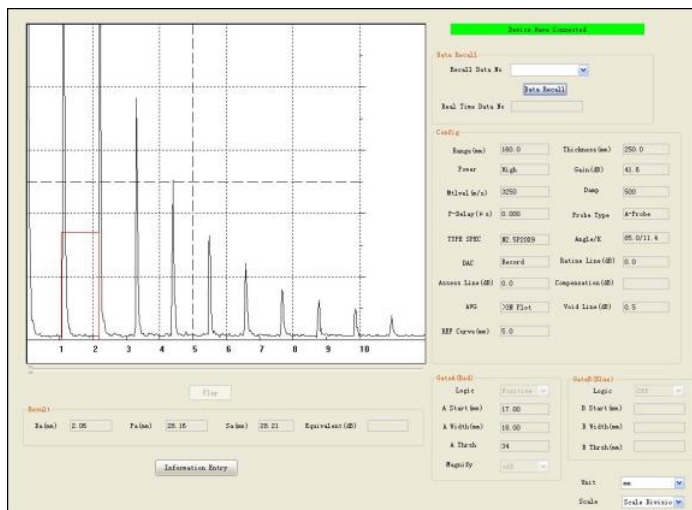 Device Have Connected
Data Recall
Recall Data No
Data Recall
Real Time Data No
Config
Range(mm) 160.0 Thickness(mm) 250.0
Power High Gain(dB) 41.6
Mtlvel(m/s) 3250 Damp 500
P-Delay(μs) 0.000 Probe Type A-Probe
TYPE SPEC N2.5P20X9 Angle/K 85.0/11.4
DAC Record Retine Line(dB) 0.0
Assess Line(dB) 0.0 Compensation(dB)
AVG >3N Plot Void Line(dB) 0.5
REF Curve(mm) 5.0
1 2 3 4 5 6 7 8 9 10
Play
Result
Ha(mm) 2.06 Pa(mm) 28.16 Sa(mm) 28.21 Equivalent(dB)
Information Entry
GateA(Red)
Logic Positive
A Start(mm) 17.00
A Width(mm) 18.00
A Thrsh 34
Magnify off
GateB(Blue)
Logic OFF
B Start(mm)
B Width(mm)
B Thrsh(mm)
Unit mm
Scale Scale Divisio